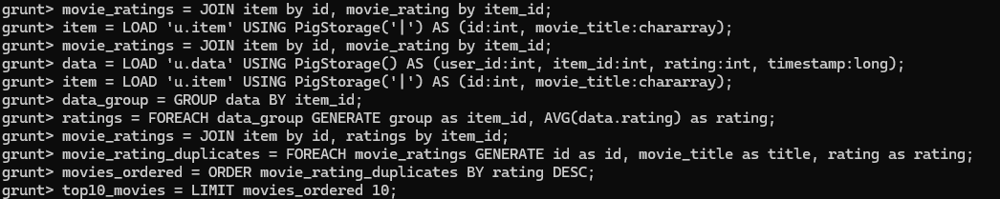 grunt> movie_ratings = JOIN item by id, movie_rating by item_id;
grunt> item = LOAD 'u.item' USING PigStorage('|') AS (id:int, movie_title:chararray);
grunt> movie_ratings = JOIN item by id, movie_rating by item_id;
grunt> data = LOAD 'u.data' USING PigStorage() AS (user_id:int, item_id:int, rating:int, timestamp:long);
grunt> item = LOAD 'u.item' USING PigStorage('|') AS (id:int, movie_title:chararray);
grunt> data_group = GROUP data BY item_id;
grunt> ratings = FOREACH data_group GENERATE group as item_id, AVG(data.rating) as rating;
grunt> movie_ratings = JOIN item by id, ratings by item_id;
grunt> movie_rating_duplicates = FOREACH movie_ratings GENERATE id as id, movie_title as title, rating as rating;
grunt> movies_ordered = ORDER movie_rating_duplicates BY rating DESC;
grunt> top10_movies = LIMIT movies_ordered 10;